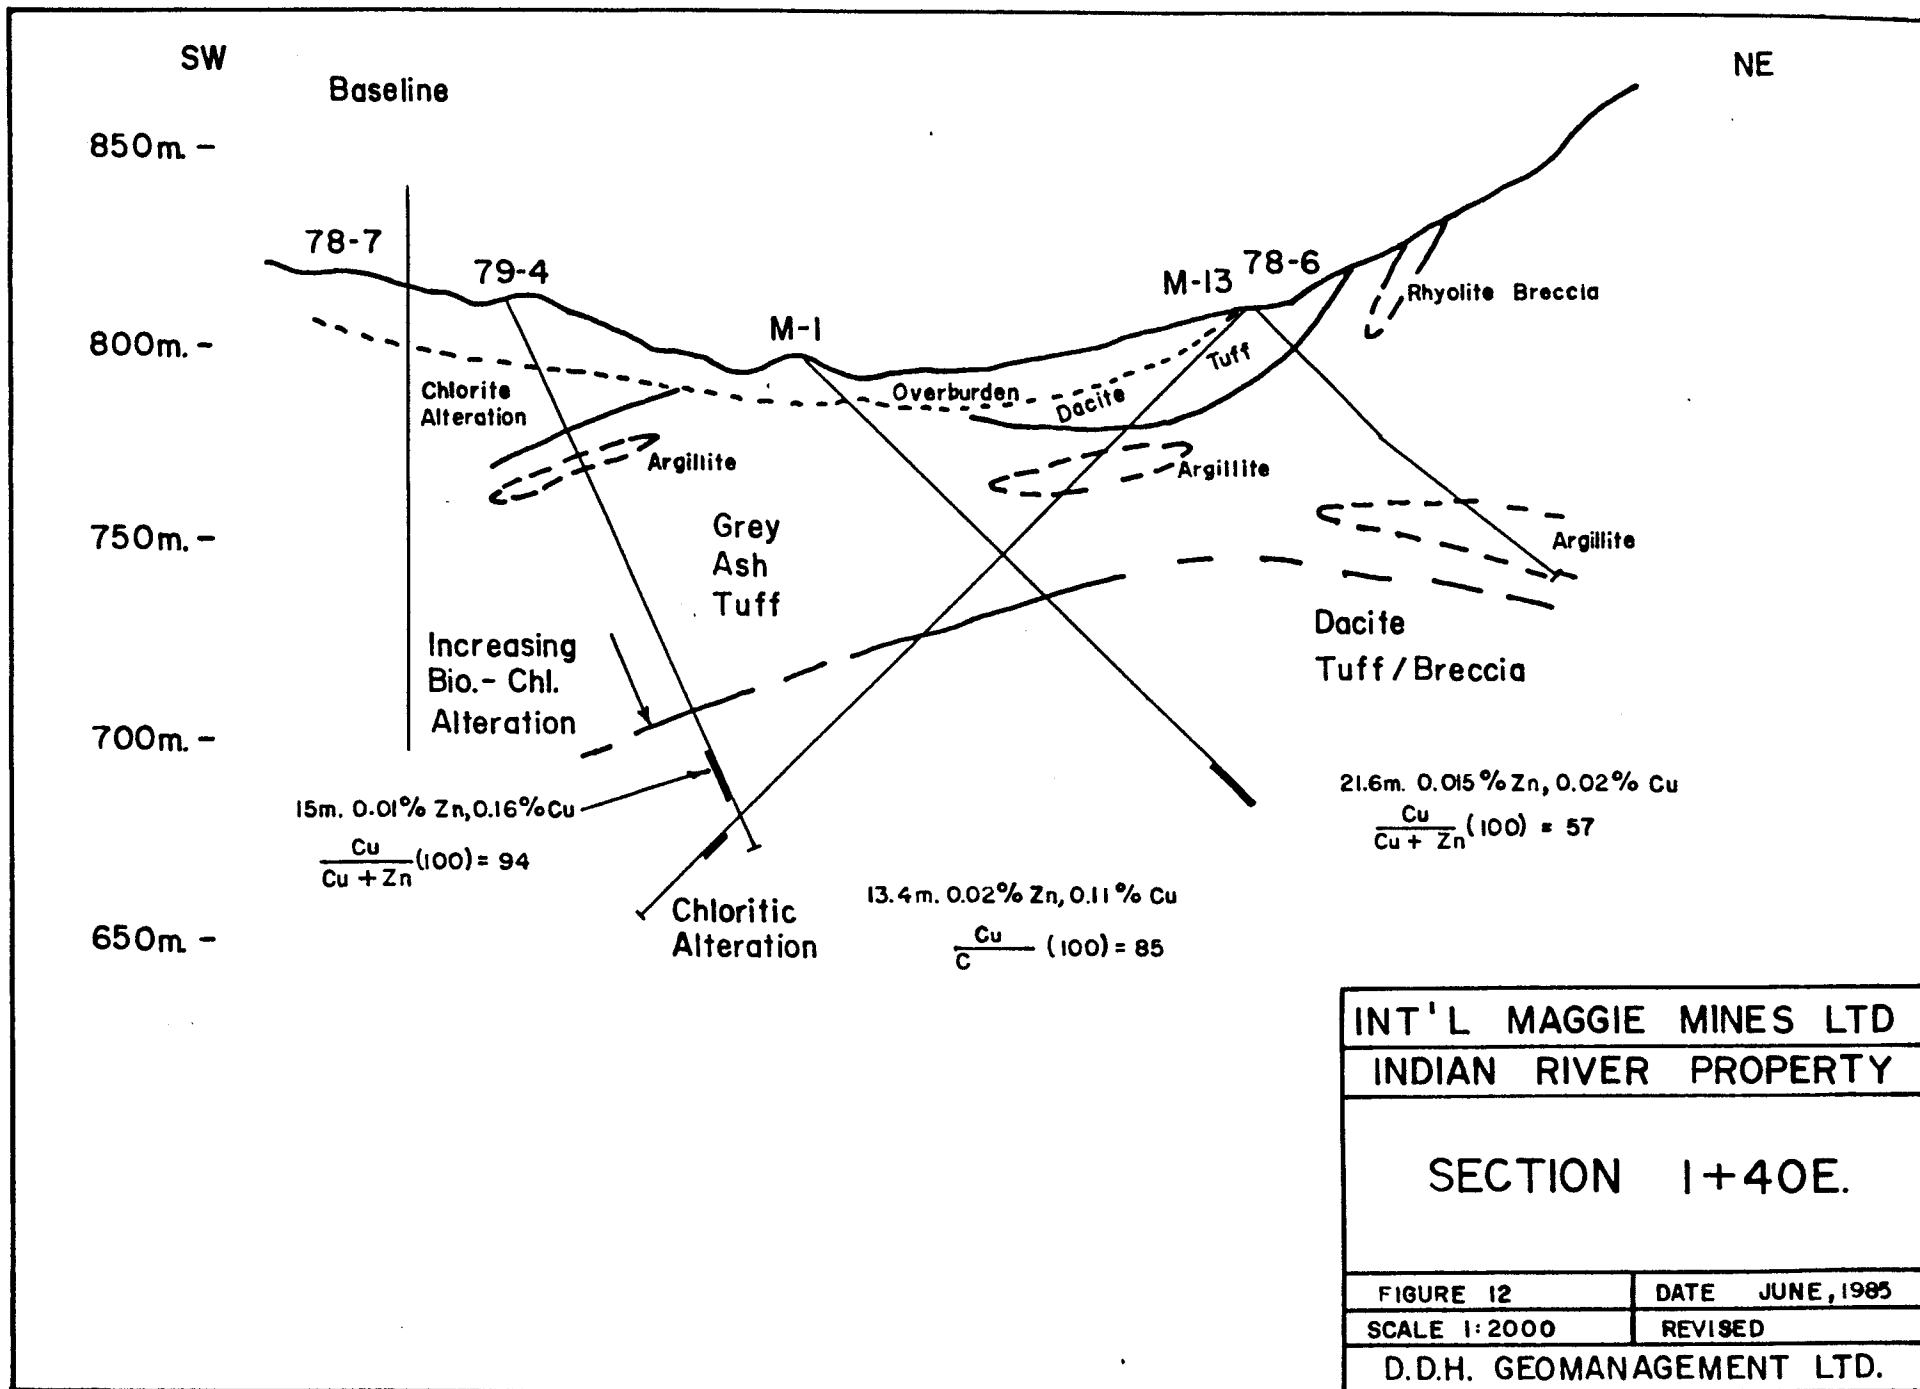 SW
NE
Baseline
850m. -
78-7
79-4
M-13
78-6
Rhyolite Breccia
800m. -
M-1
Tuff
Chlorite
Alteration
Overburden
Dacite
Argillite
Argillite
750m. -
Grey
Ash
Tuff
Argillite
Increasing
Bio.- Chl.
Alteration
Dacite
Tuff/Breccia
700m. -
15m. 0.01% Zn, 0.16% Cu
Cu
Cu + Zn (100) = 94
21.6m. 0.015% Zn, 0.02% Cu
Cu
Cu + Zn (100) = 57
13.4m. 0.02% Zn, 0.11% Cu
Cu
C (100) = 85
Chloritic
Alteration
650m. -
INT'L MAGGIE MINES LTD
INDIAN RIVER PROPERTY
SECTION 1+40E.
FIGURE 12
DATE JUNE, 1985
SCALE 1:2000
REVISED
D.D.H. GEOMANAGEMENT LTD.